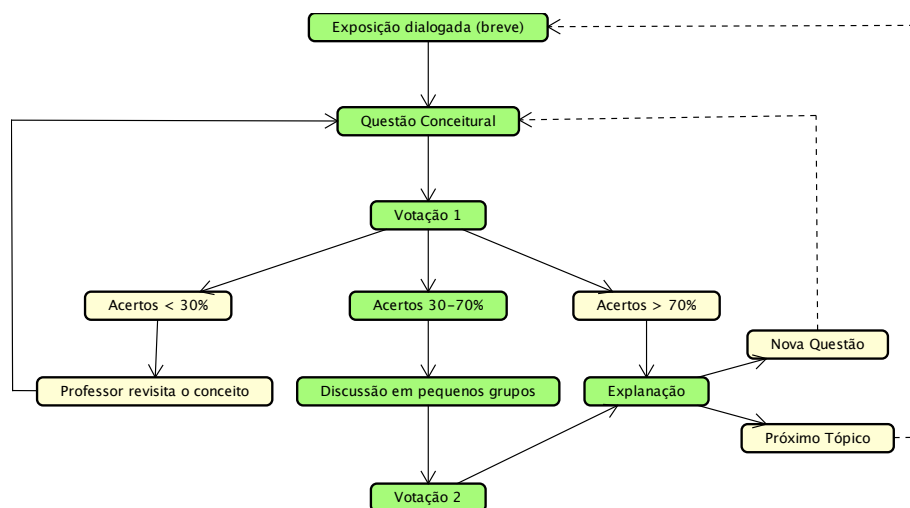 Exposição dialogada (breve)
Questão Conceitural
Votação 1
Acertos < 30%
Acertos 30-70%
Acertos > 70%
Nova Questão
Professor revisita o conceito
Discussão em pequenos grupos
Explanação
Próximo Tópico
Votação 2